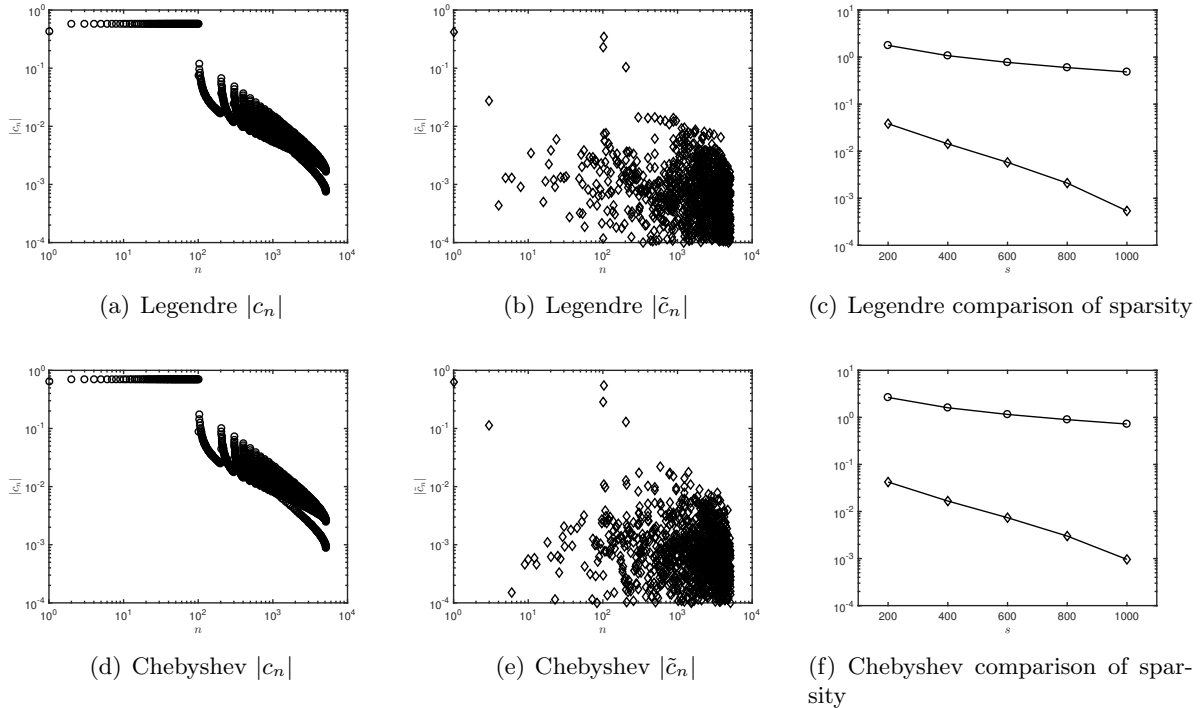 10^0
10^-1
10^-2
10^-3
10^-4
|c_n|
10^0 10^1 10^2 10^3 10^4
n
(a) Legendre |c_n|
10^0
10^-1
10^-2
10^-3
10^-4
|c̃_n|
10^0 10^1 10^2 10^3 10^4
n
(b) Legendre |c̃_n|
10^1
10^0
10^-1
10^-2
10^-3
10^-4
200 400 600 800 1000
s
(c) Legendre comparison of sparsity
10^0
10^-1
10^-2
10^-3
10^-4
|c_n|
10^0 10^1 10^2 10^3 10^4
n
(d) Chebyshev |c_n|
10^0
10^-1
10^-2
10^-3
10^-4
|c̃_n|
10^0 10^1 10^2 10^3 10^4
n
(e) Chebyshev |c̃_n|
10^1
10^0
10^-1
10^-2
10^-3
10^-4
200 400 600 800 1000
s
(f) Chebyshev comparison of spar-
sity